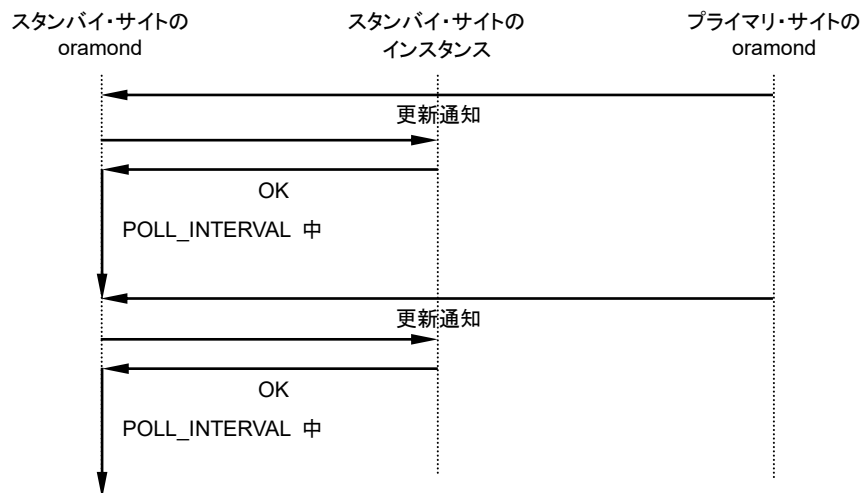 スタンバイ・サイトの
oramond
スタンバイ・サイトの
インスタンス
プライマリ・サイトの
oramond
更新通知
OK
POLL_INTERVAL 中
更新通知
OK
POLL_INTERVAL 中